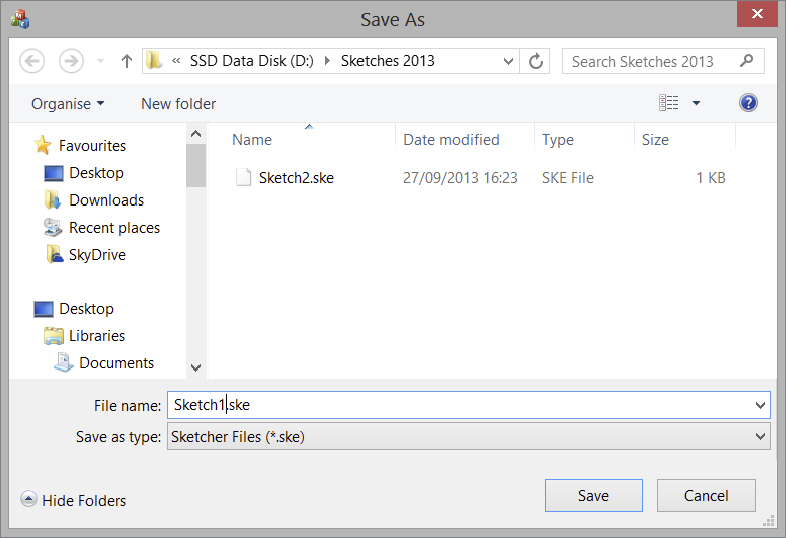 Save As
« SSD Data Disk (D:) Sketches 2013 Search Sketches 2013
Organise New folder
Name Date modified Type Size
Sketch2.ske 27/09/2013 16:23 SKE File 1 KB
Favourites
Desktop
Downloads
Recent places
SkyDrive
Desktop
Libraries
Documents
File name: Sketch1.ske
Save as type: Sketcher Files (*.ske)
Hide Folders Save Cancel